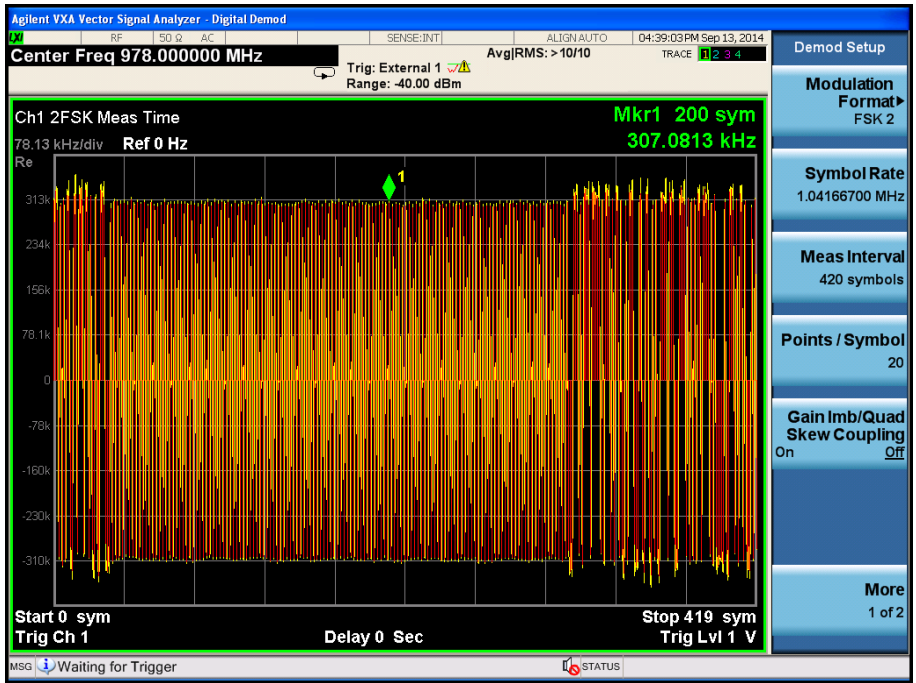 Agilent VXA Vector Signal Analyzer - Digital Demod
LXI RF 50 Ω AC SENSE:INT ALIGN AUTO 04:39:03PM Sep 13, 2014
Center Freq 978.000000 MHz
Avg|RMS: >10/10
TRACE 1 2 3 4
Trig: External 1
Range: -40.00 dBm
Ch1 2FSK Meas Time
Mkr1 200 sym
78.13 kHz/div Ref 0 Hz
307.0813 kHz
Re
1
313k
234k
156k
78.1k
0
-78k
-160k
-230k
-310k
Start 0 sym
Stop 419 sym
Trig Ch 1
Delay 0 Sec
Trig Lvl 1 V
MSG Waiting for Trigger
STATUS
Demod Setup
Modulation
Format
FSK 2
Symbol Rate
1.04166700 MHz
Meas Interval
420 symbols
Points / Symbol
20
Gain Imb/Quad
Skew Coupling
On Off
More
1 of 2